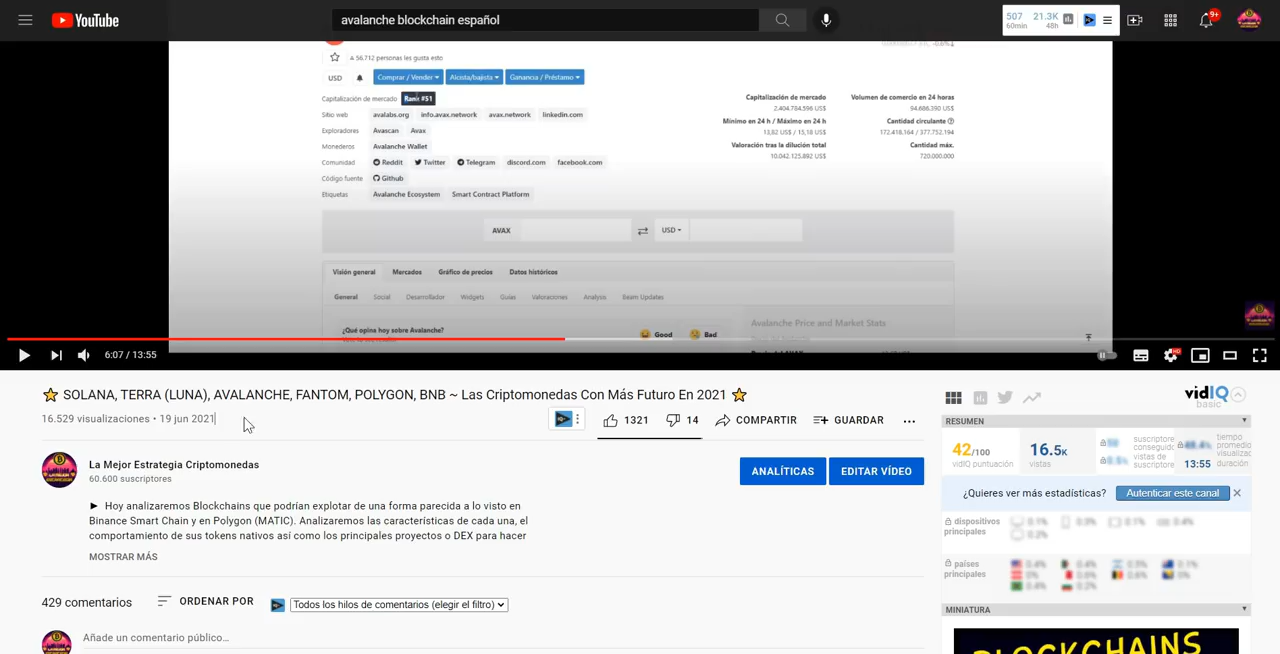 YouTube
avalanche blockchain español
507 21.3K
60min 48h
9+
A 56.712 personas les gusta esto
USD Comprar / Vender Alcista/bajista Ganancia / Préstamo
Capitalización de mercado Rank #51
Sitio web avalabs.org info.avax.network avax.network linkedin.com
Exploradores Avascan Avax
Monederos Avalanche Wallet
Comunidad Reddit Twitter Telegram discord.com facebook.com
Código fuente Github
Etiquetas Avalanche Ecosystem Smart Contract Platform
Capitalización de mercado Volumen de comercio en 24 horas
2.404.784.596 US$ 94.686.390 US$
Mínimo en 24 h / Máximo en 24 h Cantidad circulante
13,82 US$ / 15,18 US$ 172.418.164 / 377.752.194
Valoración tras la dilución total Cantidad máx.
10.042.125.892 US$ 720.000.000
AVAX USD
Visión general Mercados Gráfico de precios Datos históricos
General Social Desarrollador Widgets Guías Valoraciones Analysis Beam Updates
¿Qué opina hoy sobre Avalanche? Good Bad
Avalanche Price and Market Stats
6:07 / 13:55
HD
⭐ SOLANA, TERRA (LUNA), AVALANCHE, FANTOM, POLYGON, BNB ~ Las Criptomonedas Con Más Futuro En 2021 ⭐
16.529 visualizaciones • 19 jun 2021
1321 14 COMPARTIR GUARDAR
La Mejor Estrategia Criptomonedas
60.600 suscriptores
ANALÍTICAS EDITAR VÍDEO
► Hoy analizaremos Blockchains que podrían explotar de una forma parecida a lo visto en
Binance Smart Chain y en Polygon (MATIC). Analizaremos las características de cada una, el
comportamiento de sus tokens nativos así como los principales proyectos o DEX para hacer
MOSTRAR MÁS
429 comentarios ORDENAR POR Todos los hilos de comentarios (elegir el filtro)
Añade un comentario público...
vidIQ
basic
RESUMEN
42/100
vidIQ puntuación
16.5K
vistas
suscriptore
conseguido
vistas de
suscriptore
tiempo
promedio
visualizac
13:55 duración
¿Quieres ver más estadísticas? Autenticar este canal
dispositivos
principales
países
principales
MINIATURA
BLOCKCHAINS